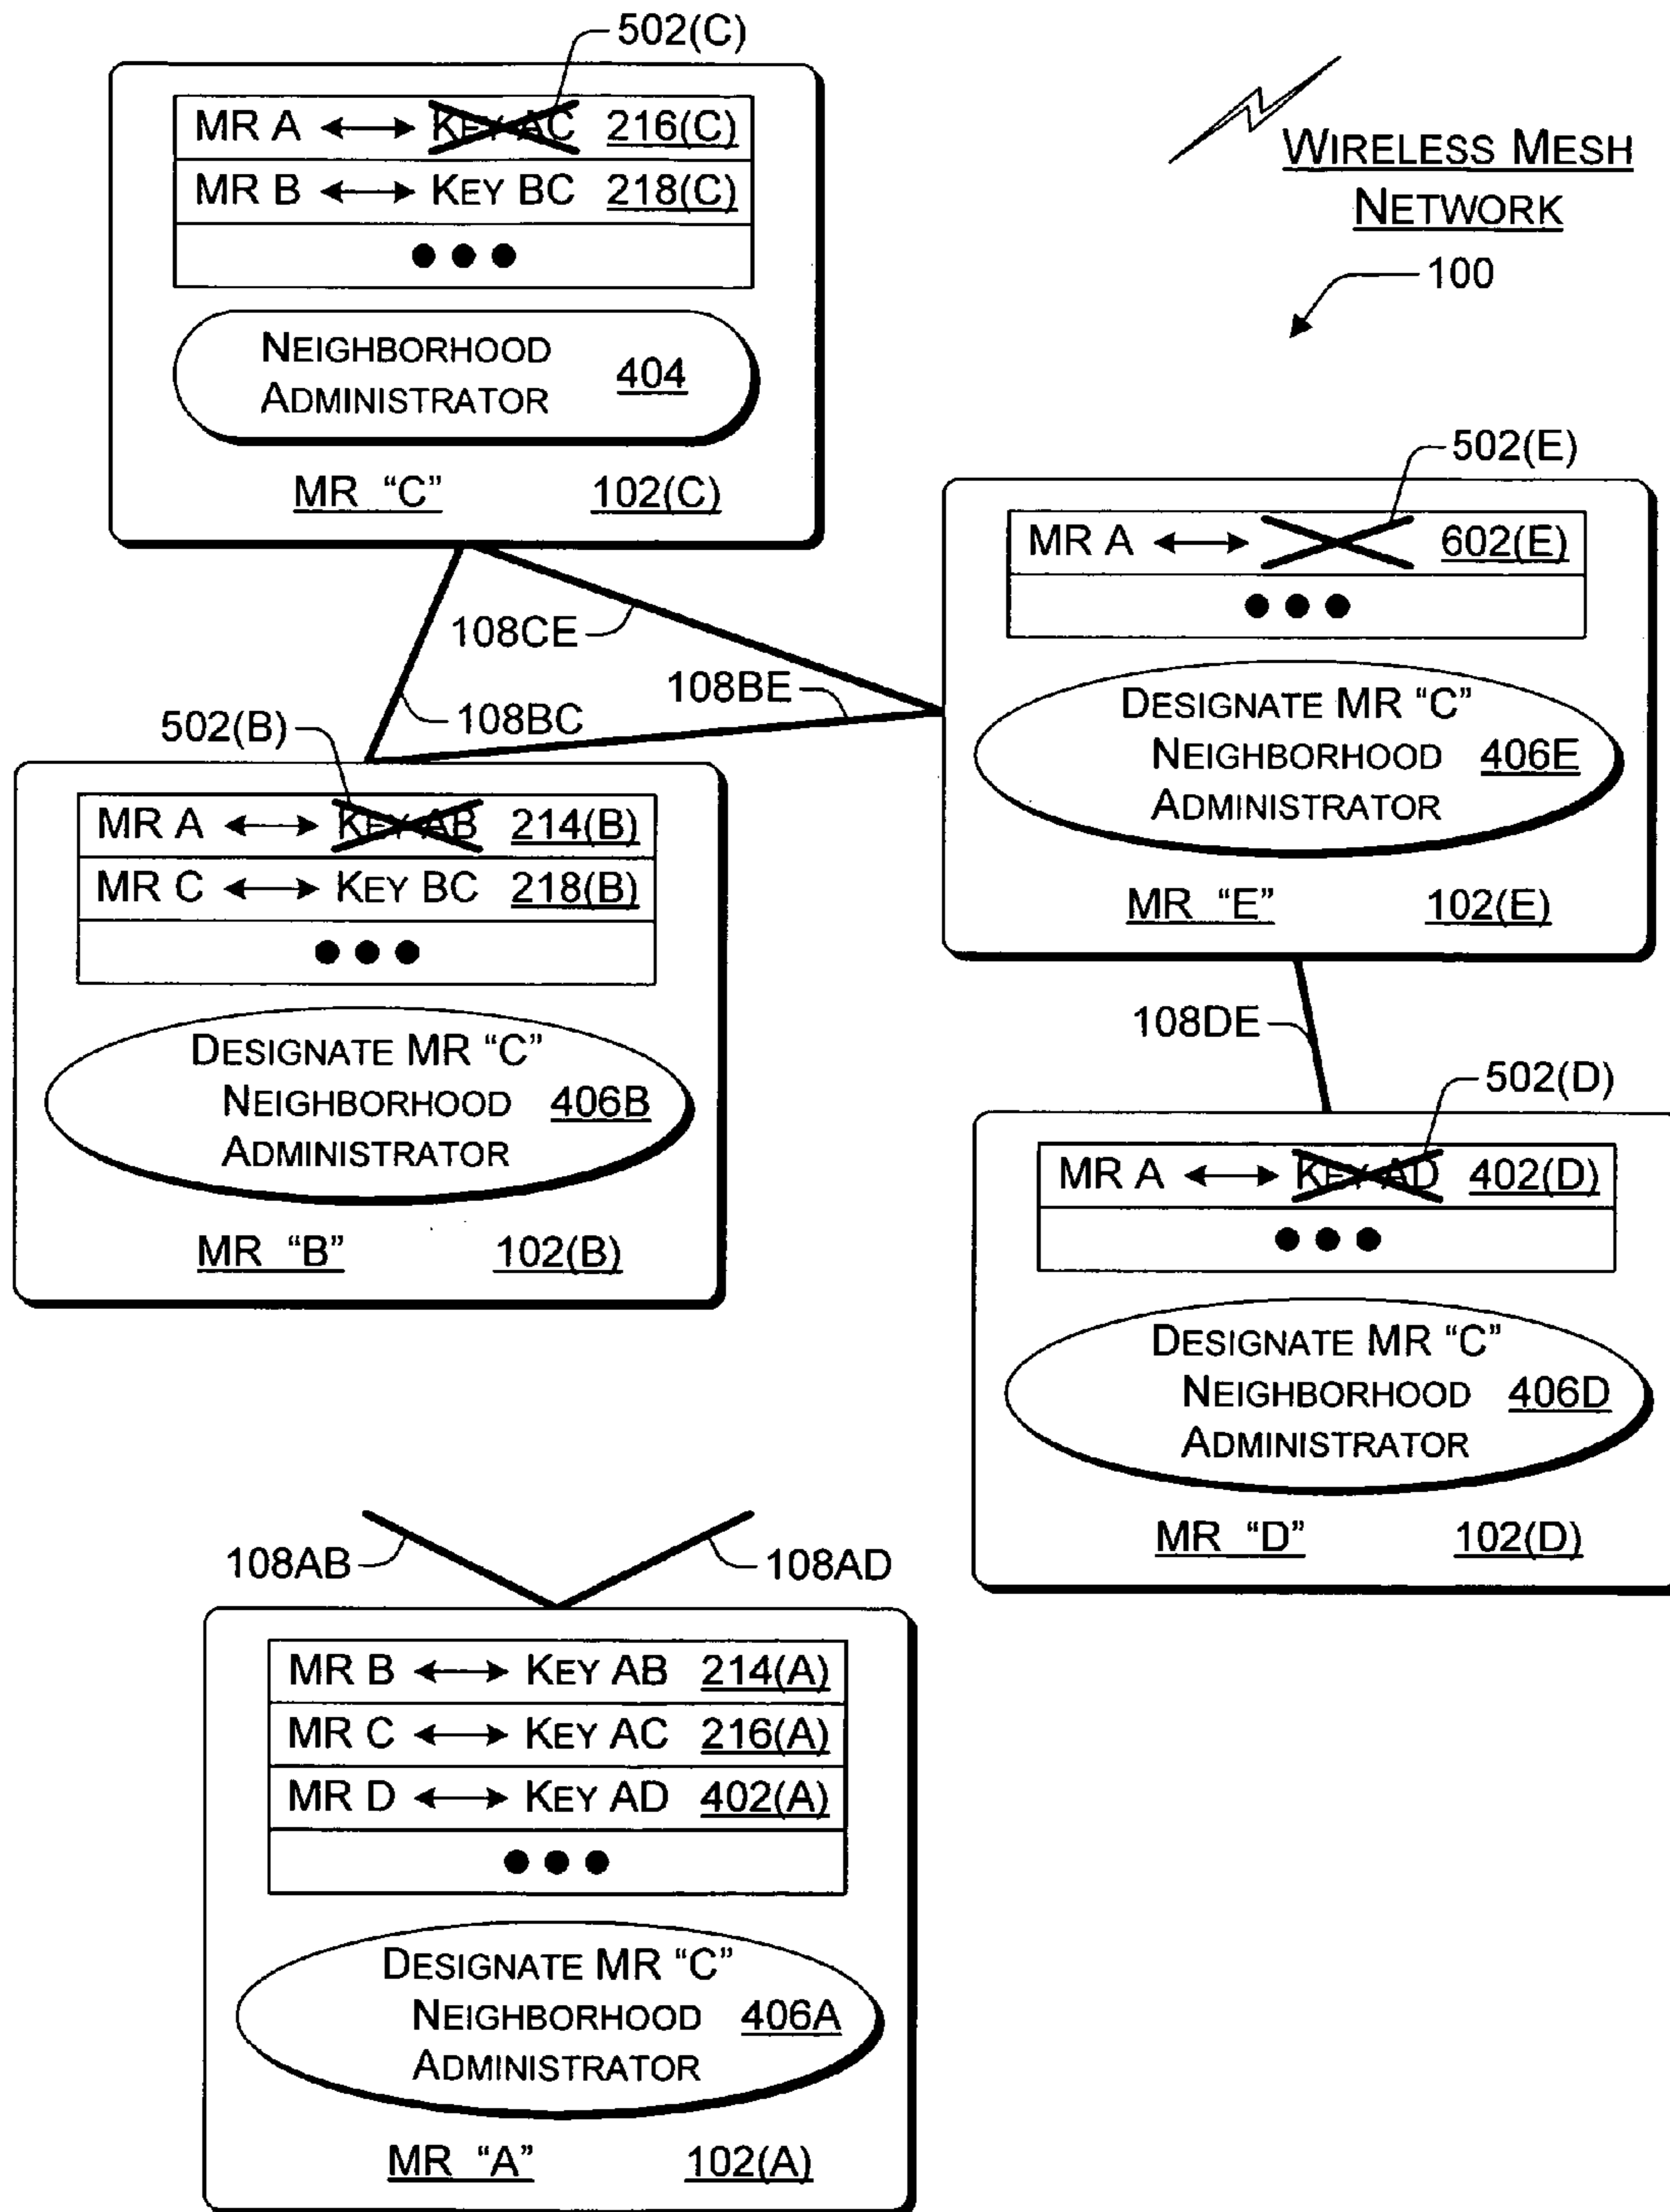 502(C)
MR A ↔ KEY AC 216(C)
MR B ↔ KEY BC 218(C)
● ● ●
NEIGHBORHOOD
ADMINISTRATOR
404
MR “C” 102(C)
WIRELESS MESH
NETWORK
100
502(E)
MR A ↔ 602(E)
● ● ●
DESIGNATE MR “C”
NEIGHBORHOOD 406E
ADMINISTRATOR
MR “E” 102(E)
108CE
108BE
108BC
502(B)
MR A ↔ KEY AB 214(B)
MR C ↔ KEY BC 218(B)
● ● ●
DESIGNATE MR “C”
NEIGHBORHOOD 406B
ADMINISTRATOR
MR “B” 102(B)
108DE
502(D)
MR A ↔ KEY AD 402(D)
● ● ●
DESIGNATE MR “C”
NEIGHBORHOOD 406D
ADMINISTRATOR
MR “D” 102(D)
108AB
108AD
MR B ↔ KEY AB 214(A)
MR C ↔ KEY AC 216(A)
MR D ↔ KEY AD 402(A)
● ● ●
DESIGNATE MR “C”
NEIGHBORHOOD 406A
ADMINISTRATOR
MR “A” 102(A)